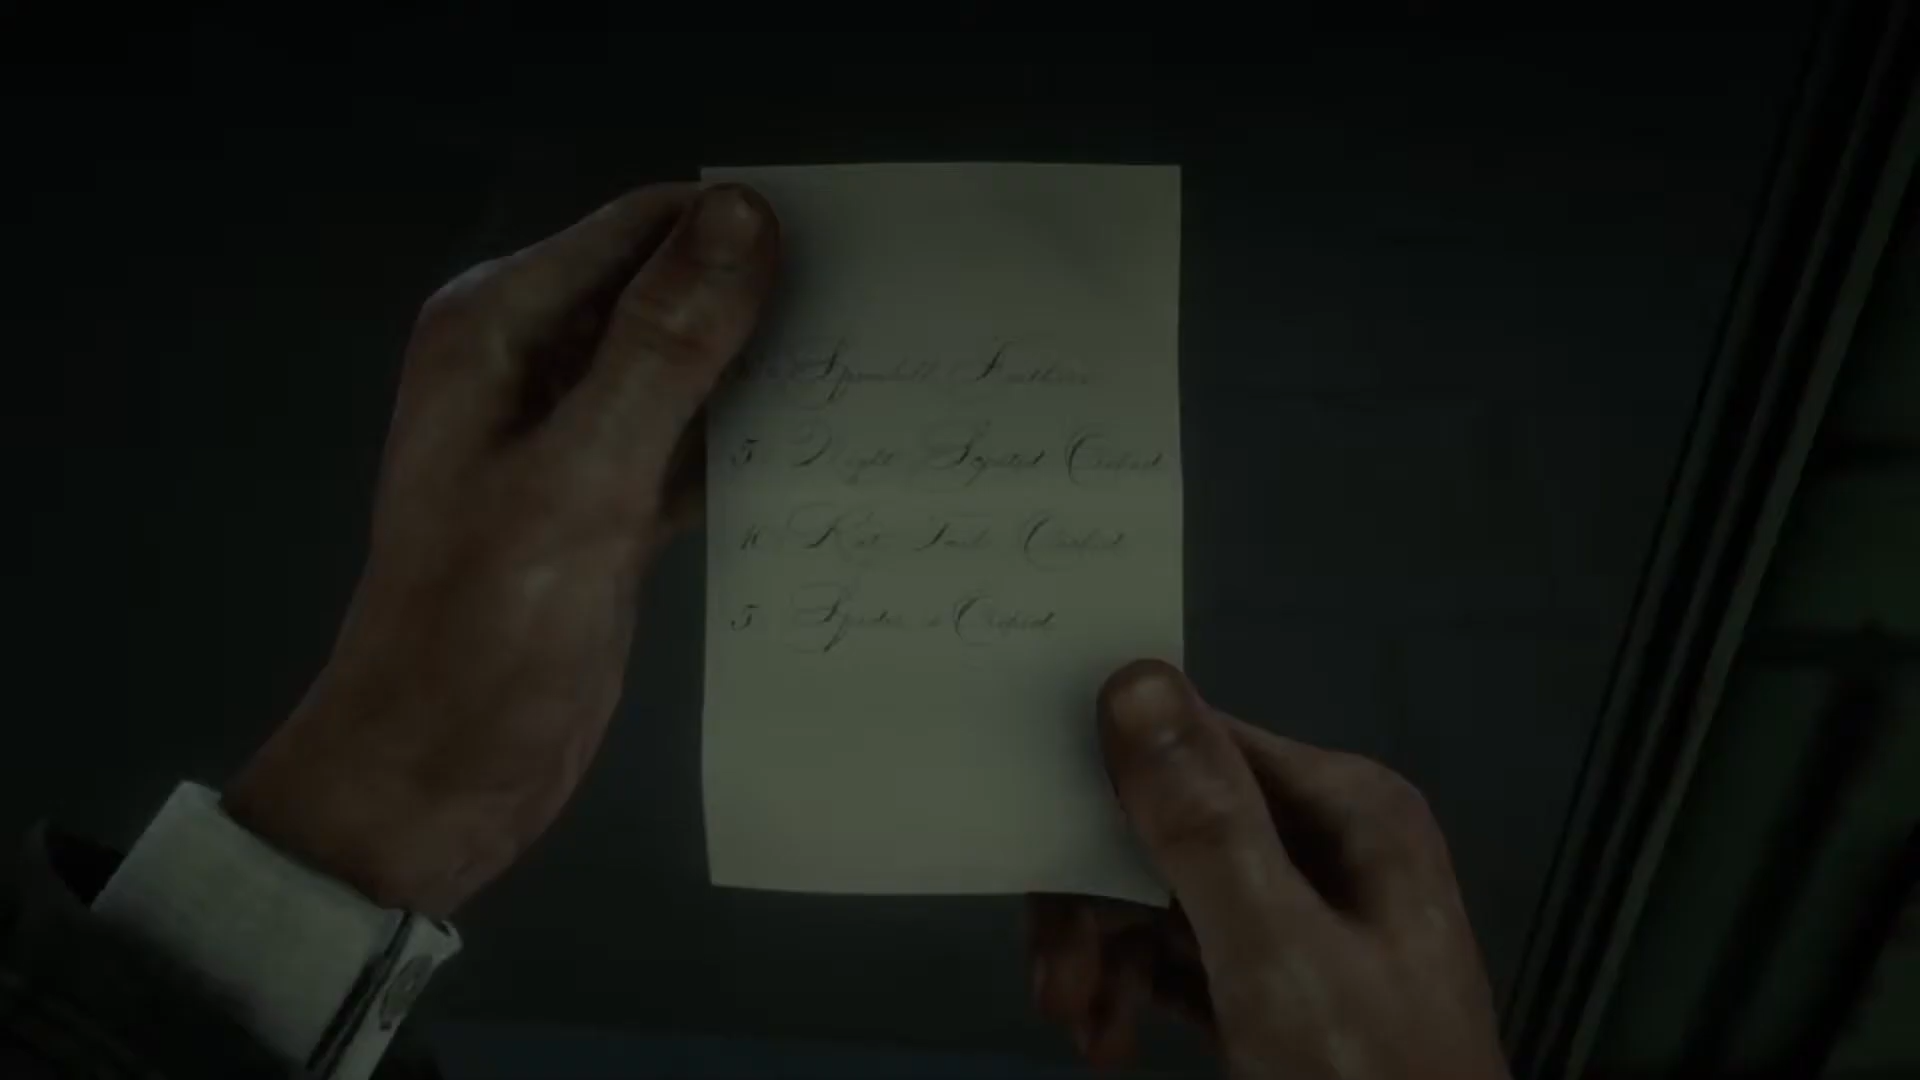 Spoonbill Feathers
5 Night Scented Orchid
10 Rat Tail Orchid
5 Spider Orchid